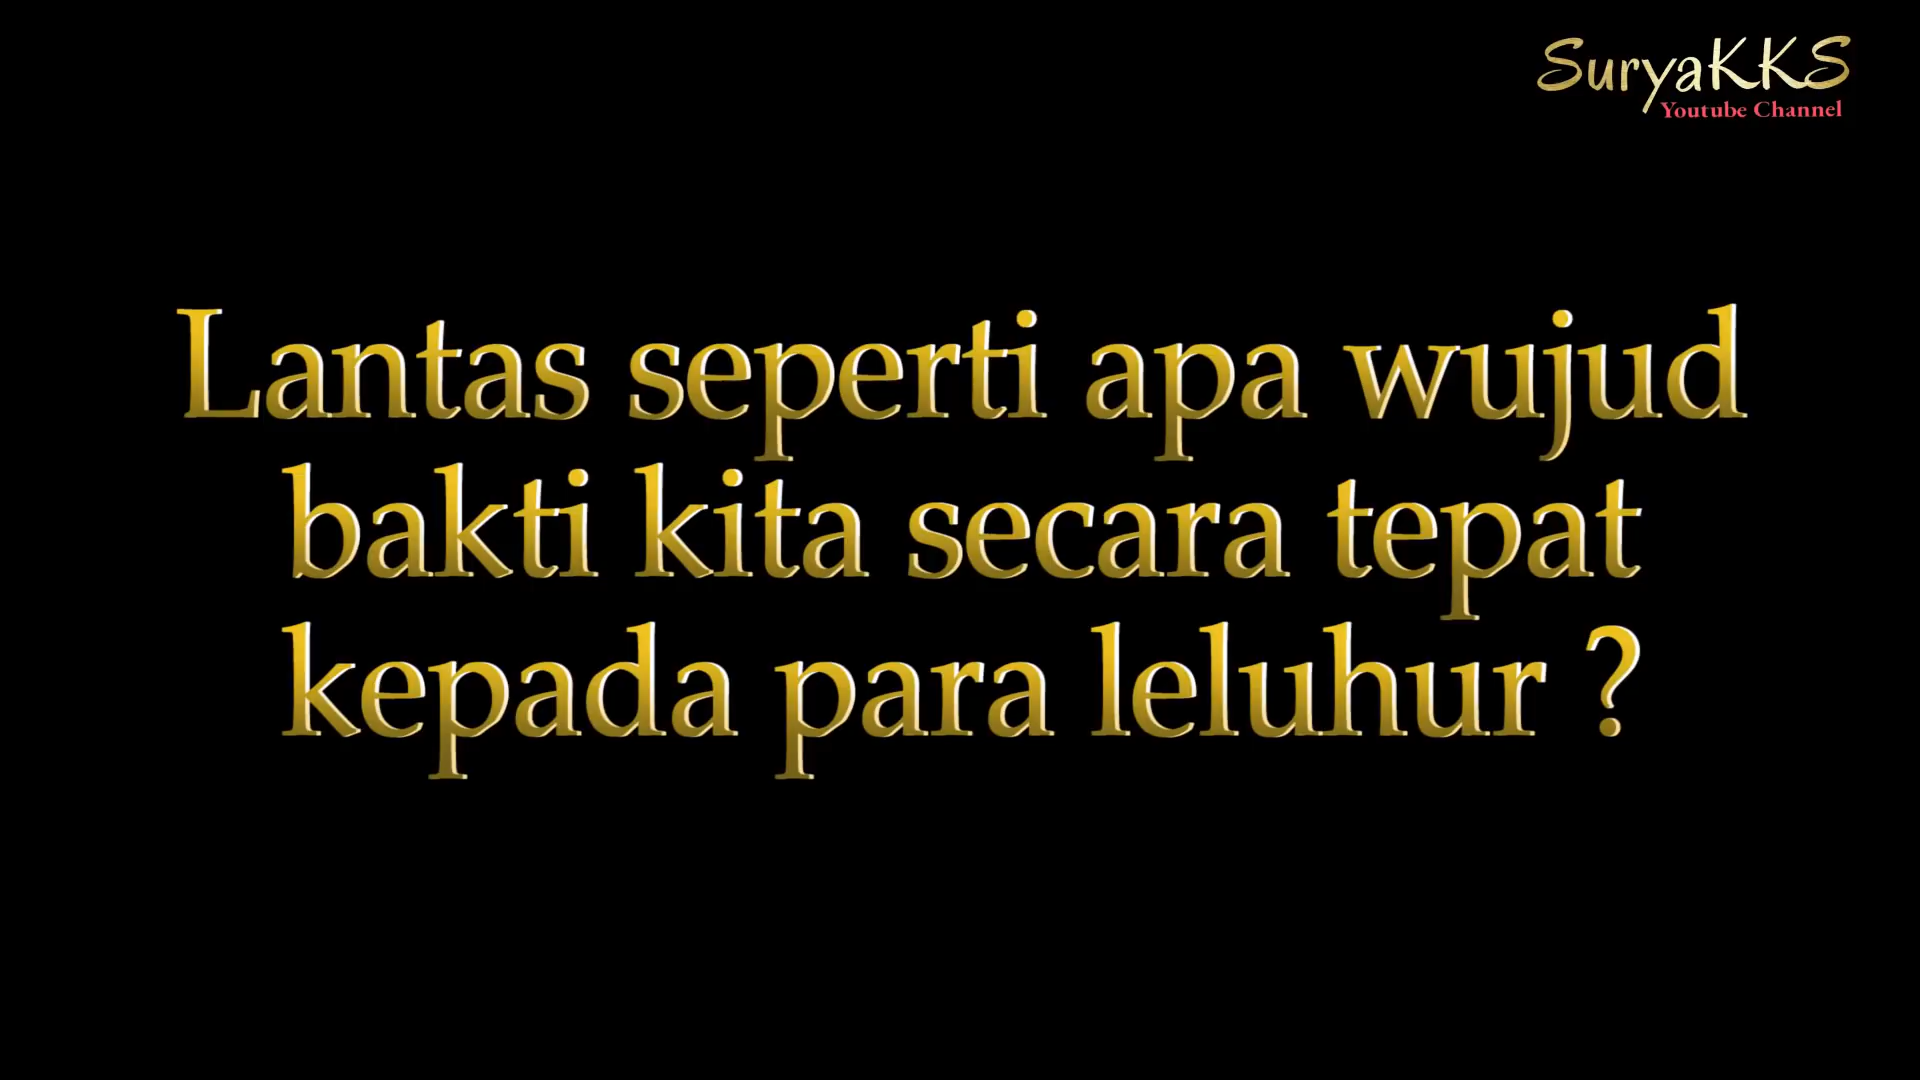 SuryaKKS
Youtube Channel
Lantas seperti apa wujud
bakti kita secara tepat
kepada para leluhur ?